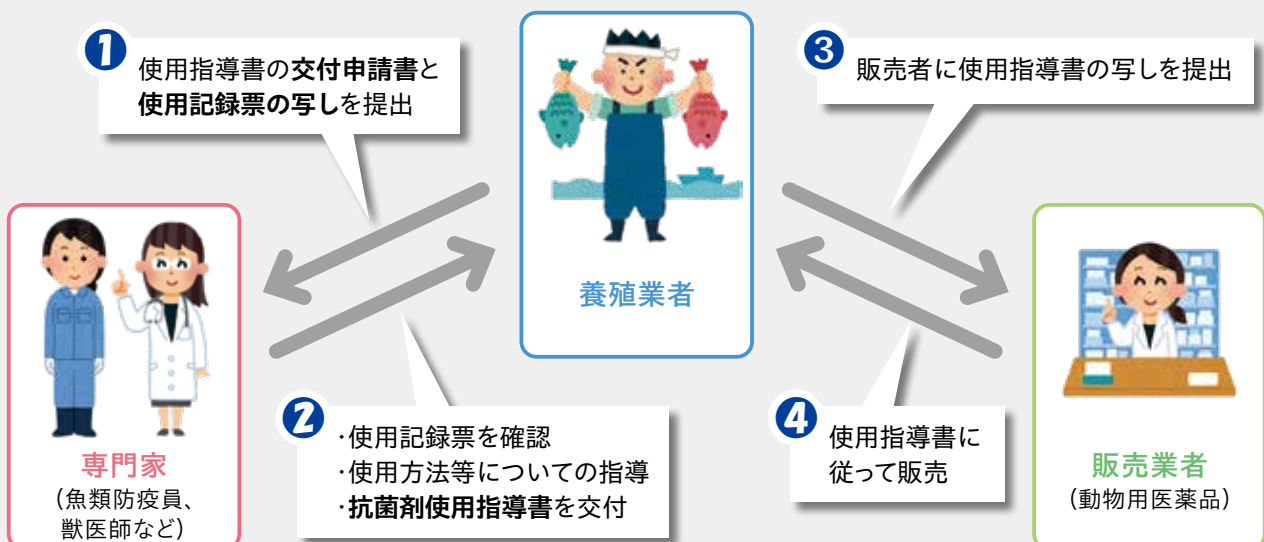 1
使用指導書の交付申請書と
使用記録票の写しを提出
3
販売者に使用指導書の写しを提出
養殖業者
専門家
(魚類防疫員、
獣医師など)
2
・使用記録票を確認
・使用方法等についての指導
・抗菌剤使用指導書を交付
4
使用指導書に
従って販売
販売業者
(動物用医薬品)